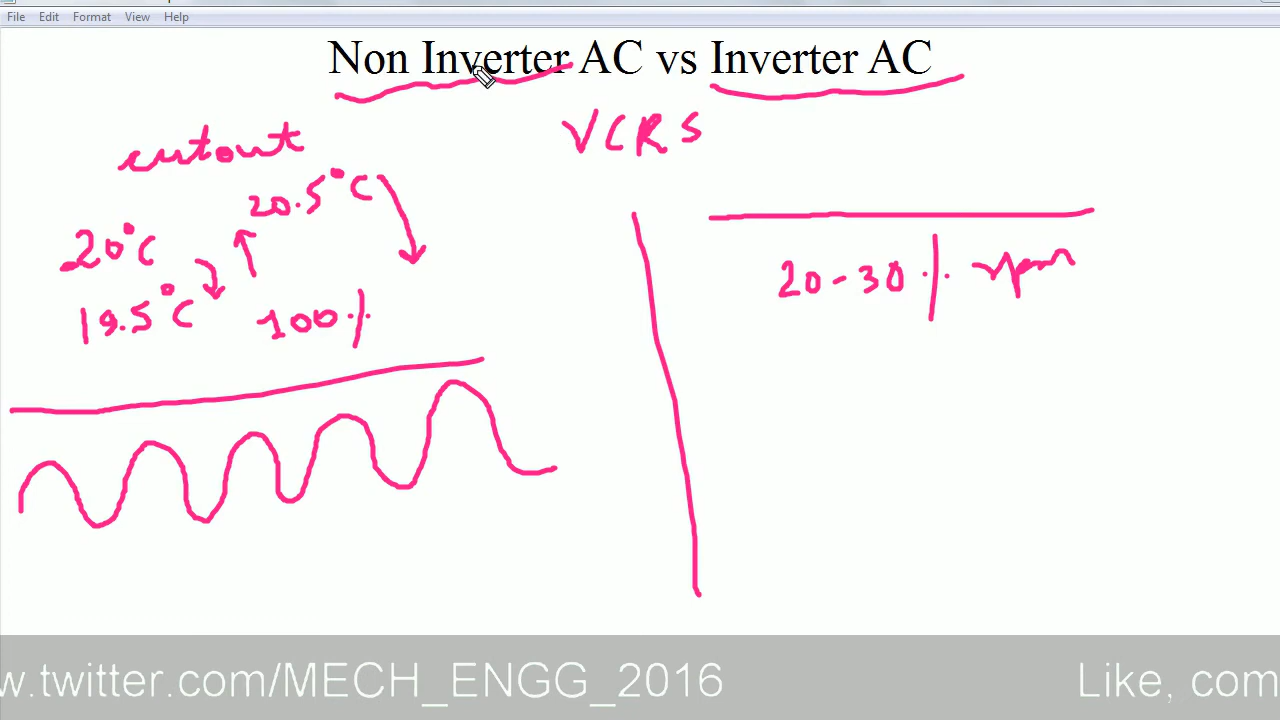 File Edit Format View Help
Non Inverter AC vs Inverter AC
VCRS
cutout
20.5°C
20°C
19.5°C
100%
20-30% rpm
w.twitter.com/MECH_ENGG_2016
Like, com